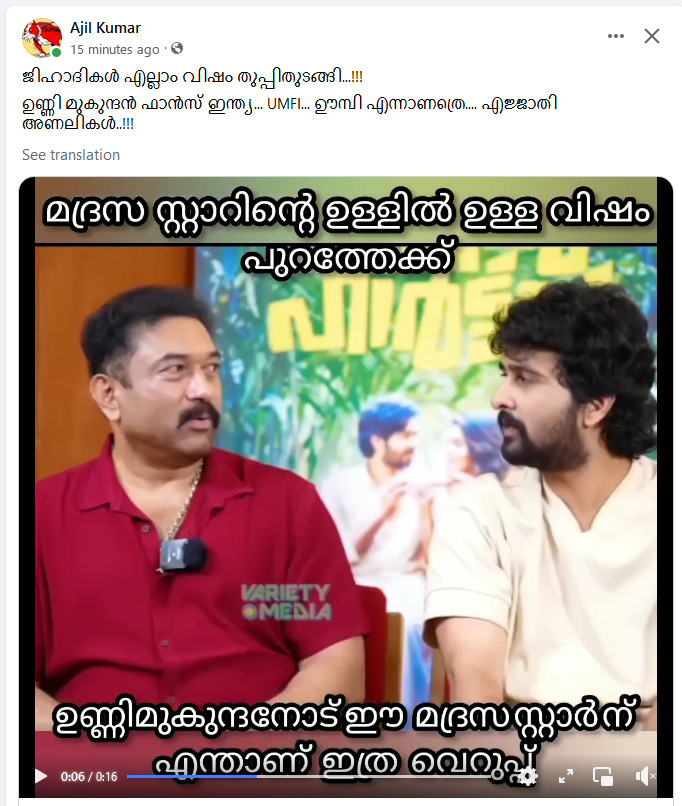 Ajil Kumar
15 minutes ago ·
ജിഹാദികൾ എല്ലാം വിഷം തുപ്പിതുടങ്ങി...!!!
ഉണ്ണി മുകുന്ദൻ ഫാൻസ് ഇന്ത്യ... UMFI... ഊമ്പി എന്നാണത്രെ.... എജ്ജാതി
അണലികൾ..!!!
See translation
മദ്രസ സ്റ്റാറിന്റെ ഉള്ളിൽ ഉള്ള വിഷം
പുറത്തേക്ക്
VARIETY
MEDIA
ഉണ്ണിമുകുന്ദനോട് ഈ മദ്രസസ്റ്റാർന്
എന്താണ് ഇത്ര വെറുപ്പ്
0:06 / 0:16